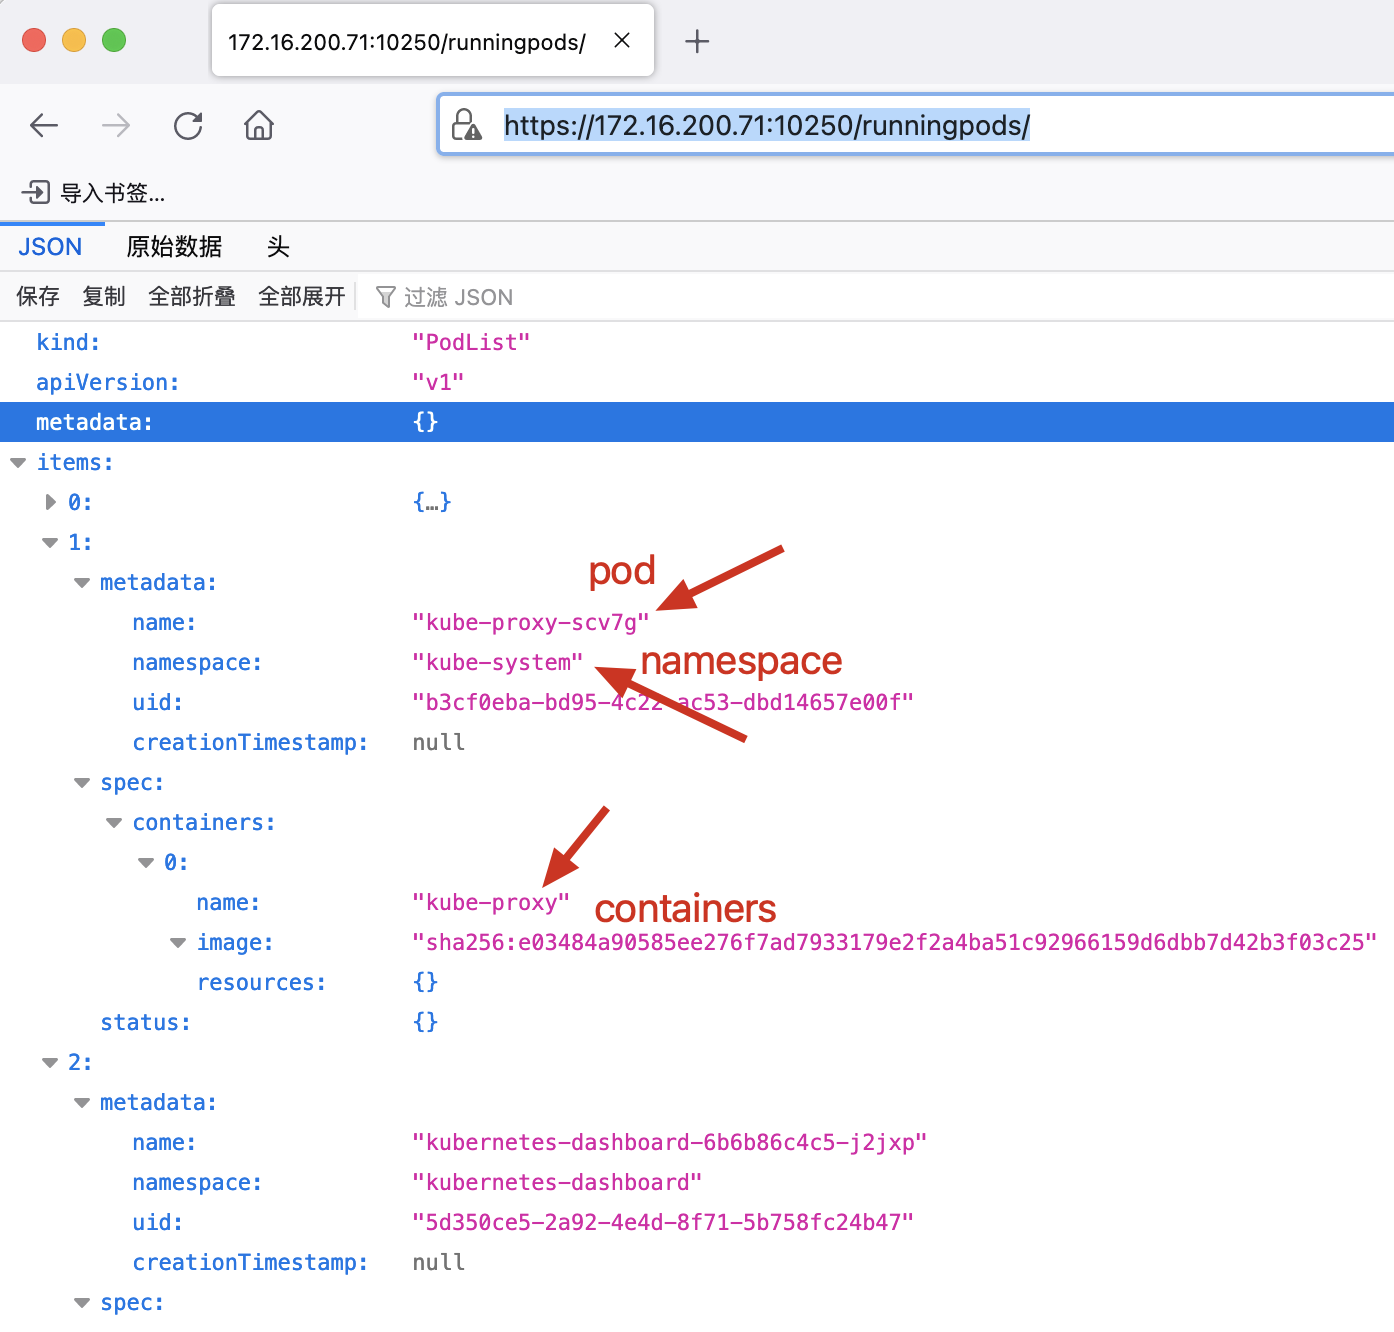 172.16.200.71:10250/runningpods/
https://172.16.200.71:10250/runningpods/
导入书签...
JSON 原始数据 头
保存 复制 全部折叠 全部展开 过滤 JSON
kind: "PodList"
apiVersion: "v1"
metadata: {}
items:
0: {…}
1:
pod
metadata:
name: "kube-proxy-scv7g"
namespace: "kube-system" namespace
uid: "b3cf0eba-bd95-4c22-ac53-dbd14657e00f"
creationTimestamp: null
spec:
containers:
0:
name: "kube-proxy" containers
image: "sha256:e03484a90585ee276f7ad7933179e2f2a4ba51c92966159d6dbb7d42b3f03c25"
resources: {}
status: {}
2:
metadata:
name: "kubernetes-dashboard-6b6b86c4c5-j2jxp"
namespace: "kubernetes-dashboard"
uid: "5d350ce5-2a92-4e4d-8f71-5b758fc24b47"
creationTimestamp: null
spec: